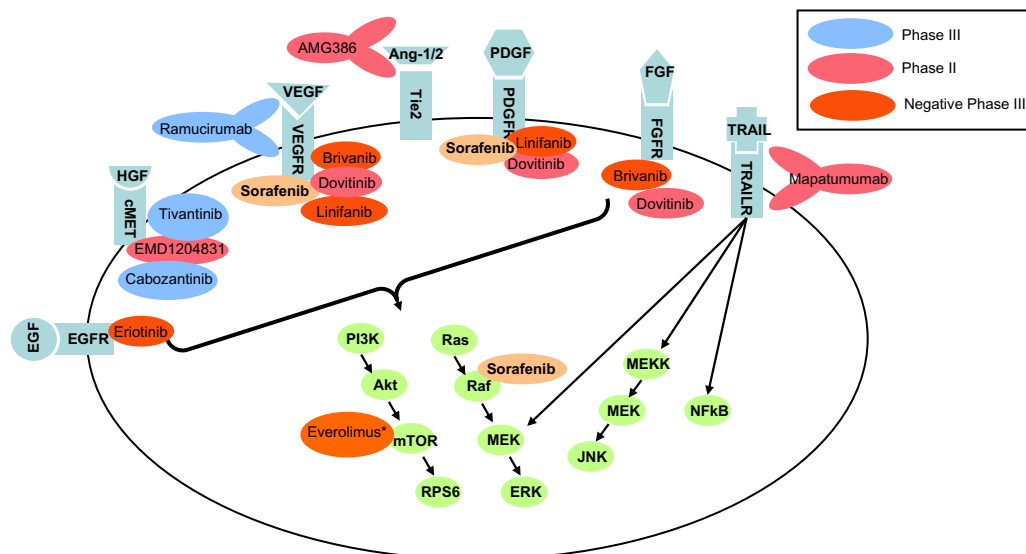 AMG386
Ang-1/2
Tie2
PDGF
PDGFR
Sorafenib
Linifanib
Dovitinib
FGF
FGFR
Brivanib
Dovitinib
TRAIL
TRAILR
Mapatumumab
Phase III
Phase II
Negative Phase III
VEGF
VEGFR
Ramucirumab
Brivanib
Dovitinib
Sorafenib
Linifanib
HGF
cMET
Tivantinib
EMD1204831
Cabozantinib
EGF
EGFR
Eriotinib
PI3K
Akt
Everolimus*
mTOR
RPS6
Ras
Raf
Sorafenib
MEK
ERK
MEKK
MEK
JNK
NFkB